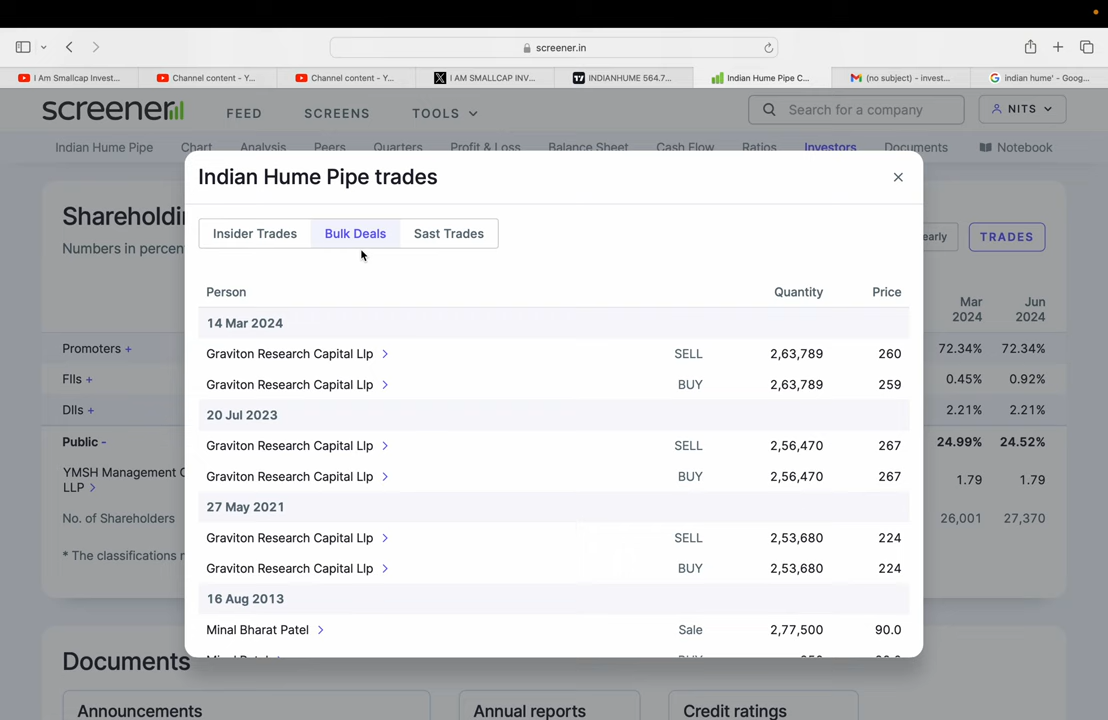 screener.in
I Am Smallcap Invest...
Channel content - Y...
Channel content - Y...
I AM SMALLCAP INV...
INDIANHUME 564.7...
Indian Hume Pipe C...
(no subject) - invest...
indian hume' - Goog...
screener
FEED
SCREENS
TOOLS
Search for a company
NITS
Indian Hume Pipe
Chart
Analysis
Peers
Quarters
Profit & Loss
Balance Sheet
Cash Flow
Ratios
Investors
Documents
Notebook
Indian Hume Pipe trades
Shareholdi
Numbers in percen
early
TRADES
Insider Trades
Bulk Deals
Sast Trades
Person Quantity Price
14 Mar 2024
Graviton Research Capital Llp SELL 2,63,789 260
Graviton Research Capital Llp BUY 2,63,789 259
20 Jul 2023
Graviton Research Capital Llp SELL 2,56,470 267
Graviton Research Capital Llp BUY 2,56,470 267
27 May 2021
Graviton Research Capital Llp SELL 2,53,680 224
Graviton Research Capital Llp BUY 2,53,680 224
16 Aug 2013
Minal Bharat Patel Sale 2,77,500 90.0
Mar 2024
Jun 2024
Promoters + 72.34% 72.34%
FIIs + 0.45% 0.92%
DIIs + 2.21% 2.21%
Public - 24.99% 24.52%
YMSH Management
LLP 1.79 1.79
No. of Shareholders 26,001 27,370
* The classifications
Documents
Announcements
Annual reports
Credit ratings